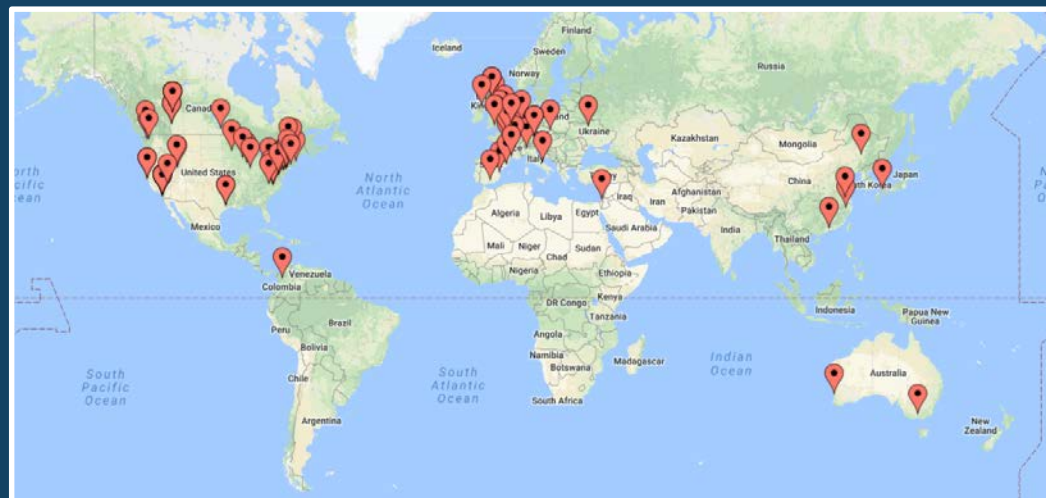 Iceland
Finland
Sweden
Norway
Russia
Canada
Ukraine
Kazakhstan
Mongolia
Italy
United States
North
Atlantic
Ocean
China
South Korea
Japan
Iraq
Iran
Afghanistan
Pakistan
Algeria
Libya
Egypt
Saudi Arabia
India
Thailand
Mexico
Mali
Niger
Sudan
Chad
Nigeria
Ethiopia
Venezuela
Colombia
Kenya
DR Congo
Tanzania
Indonesia
Papua New
Guinea
Peru
Brazil
Bolivia
Angola
Namibia
Botswana
Madagascar
Indian
Ocean
Australia
South
Pacific
Ocean
Chile
South
Atlantic
Ocean
South Africa
Argentina
New
Zealand